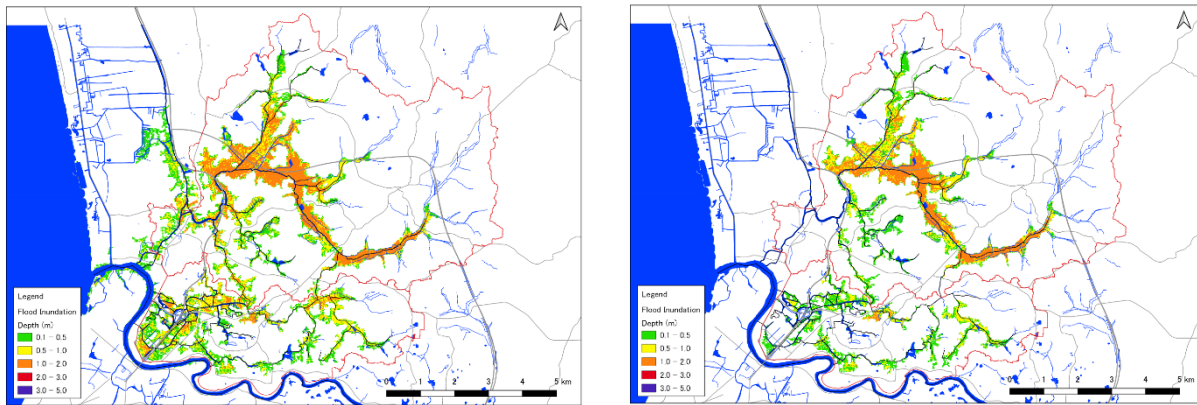 Legend
Flood Inundation
Depth (m)
0.1 - 0.5
0.5 - 1.0
1.0 - 2.0
2.0 - 3.0
3.0 - 5.0
0 1 2 3 4 5 km
Legend
Flood Inundation
Depth (m)
0.1 - 0.5
0.5 - 1.0
1.0 - 2.0
2.0 - 3.0
3.0 - 5.0
0 1 2 3 4 5 km